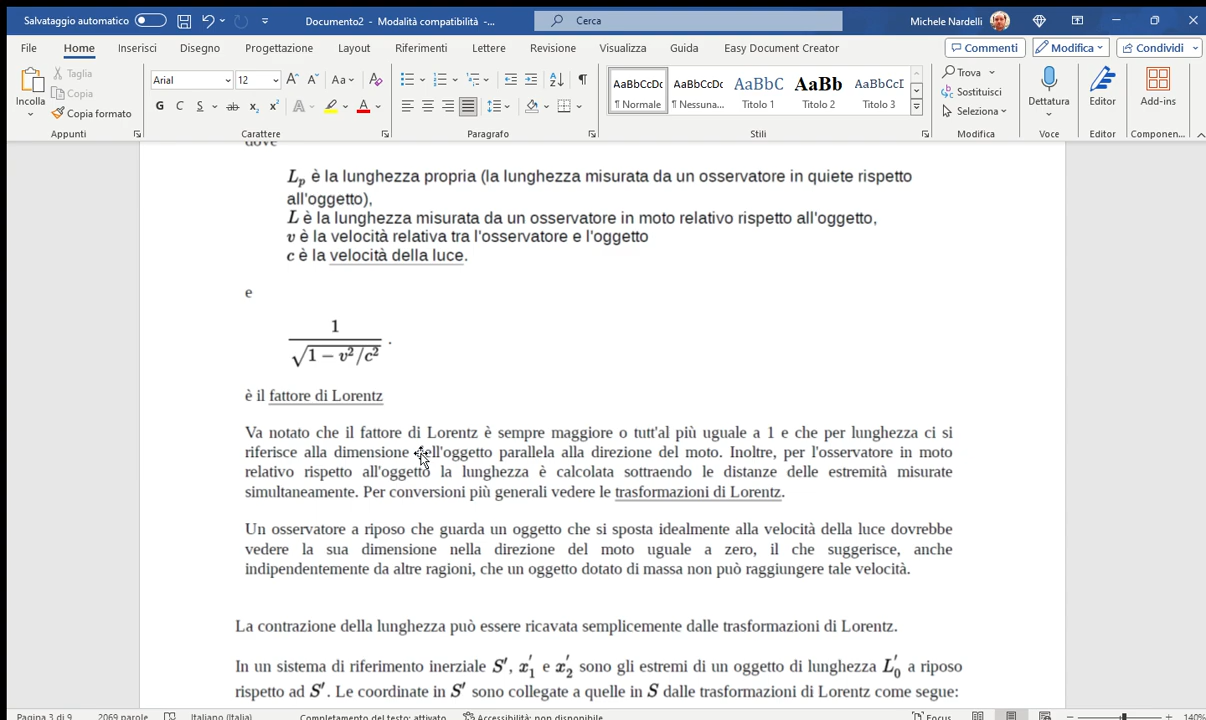 Salvataggio automatico Documento2 - Modalità compatibilità -... Cerca Michele Nardelli
File Home Inserisci Disegno Progettazione Layout Riferimenti Lettere Revisione Visualizza Guida Easy Document Creator Commenti Modifica Condividi
Incolla Taglia Copia Copia formato
Arial 12 A A Aa
G C S ab x₂ x² A A
AaBbCcDc AaBbCcDc AaBbC AaBb AaBbCcD
¶ Normale ¶ Nessuna... Titolo 1 Titolo 2 Titolo 3
Trova Sostituisci Seleziona
Dettatura Editor Add-ins
Appunti Carattere Paragrafo Stili Modifica Voce Editor Componen...
dove
Lₚ è la lunghezza propria (la lunghezza misurata da un osservatore in quiete rispetto
all'oggetto),
L è la lunghezza misurata da un osservatore in moto relativo rispetto all'oggetto,
v è la velocità relativa tra l'osservatore e l'oggetto
c è la velocità della luce.
e
1
√1 − v²/c² .
è il fattore di Lorentz
Va notato che il fattore di Lorentz è sempre maggiore o tutt'al più uguale a 1 e che per lunghezza ci si
riferisce alla dimensione dell'oggetto parallela alla direzione del moto. Inoltre, per l'osservatore in moto
relativo rispetto all'oggetto la lunghezza è calcolata sottraendo le distanze delle estremità misurate
simultaneamente. Per conversioni più generali vedere le trasformazioni di Lorentz.
Un osservatore a riposo che guarda un oggetto che si sposta idealmente alla velocità della luce dovrebbe
vedere la sua dimensione nella direzione del moto uguale a zero, il che suggerisce, anche
indipendentemente da altre ragioni, che un oggetto dotato di massa non può raggiungere tale velocità.
La contrazione della lunghezza può essere ricavata semplicemente dalle trasformazioni di Lorentz.
In un sistema di riferimento inerziale S′, x₁′ e x₂′ sono gli estremi di un oggetto di lunghezza L₀′ a riposo
rispetto ad S′. Le coordinate in S′ sono collegate a quelle in S dalle trasformazioni di Lorentz come segue:
Pagina 3 di 9 2069 parole Italiano (Italia) Completamento del testo: attivato Accessibilità: non disponibile Focus 140%